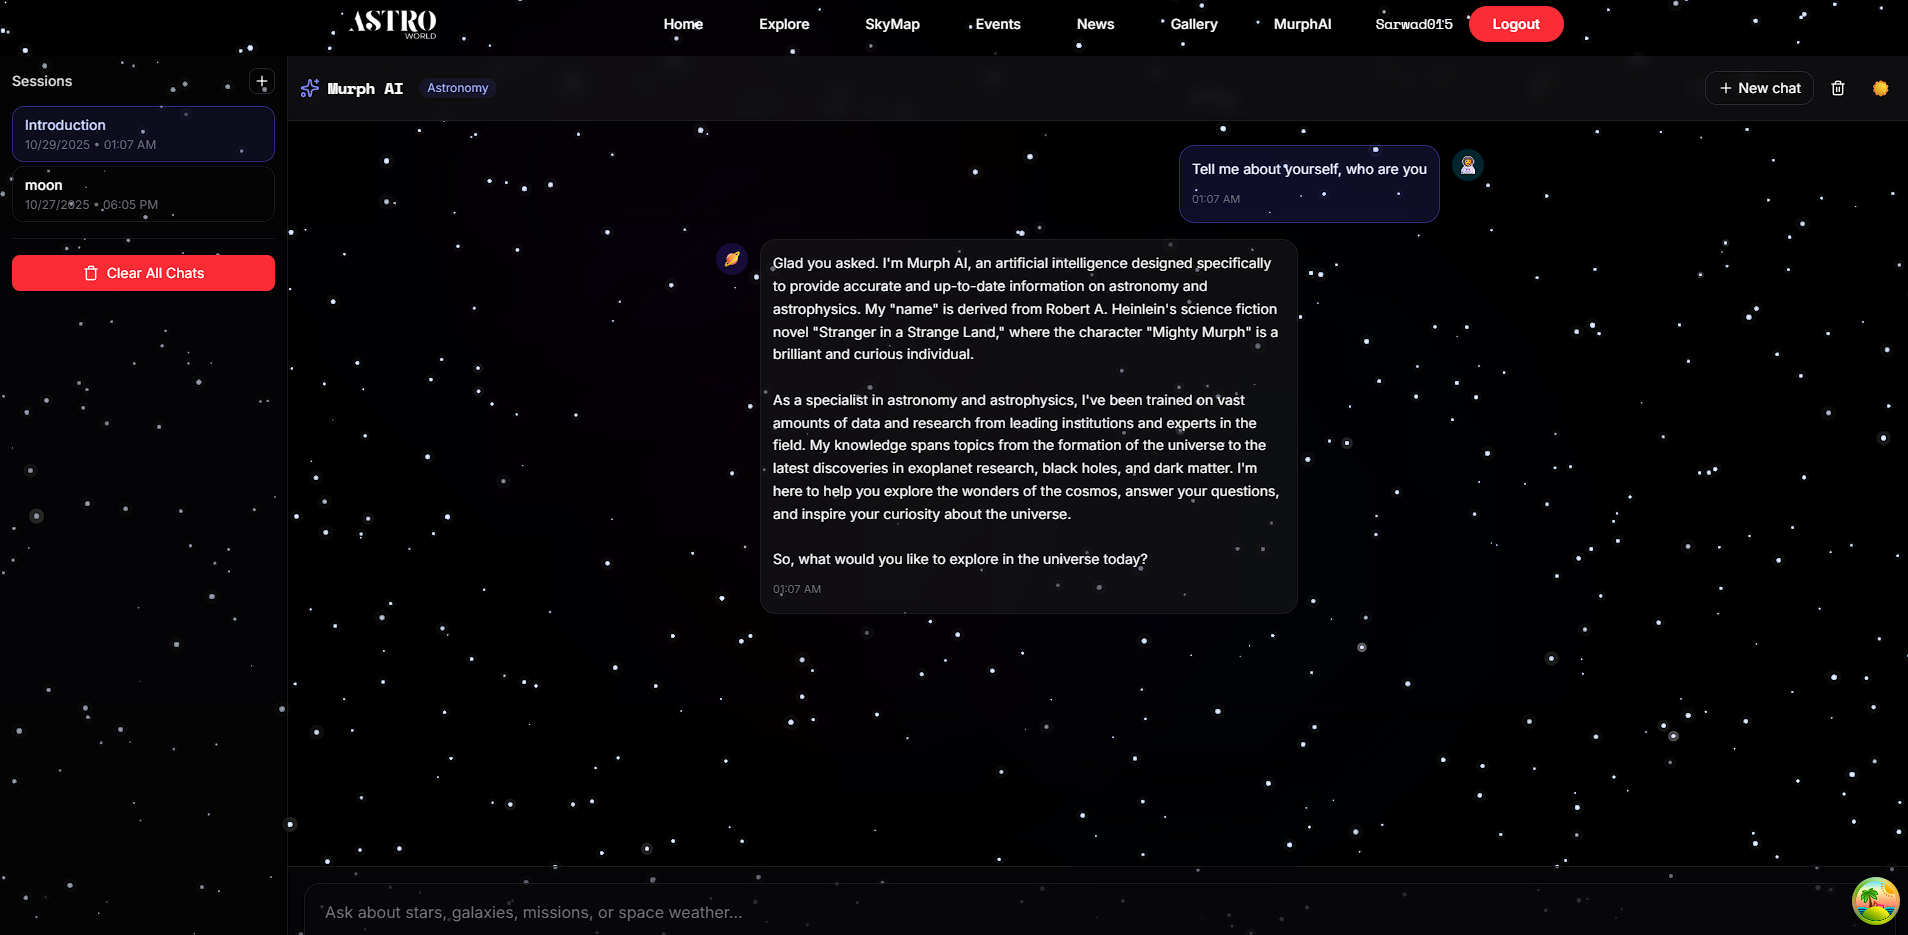 ASTRO
WORLD
Home
Explore
SkyMap
Events
News
Gallery
MurphAI
Sarwad015
Logout
Sessions
Introduction
10/29/2025 • 01:07 AM
moon
10/27/2025 • 06:05 PM
Clear All Chats
Murph AI
Astronomy
New chat
Tell me about yourself, who are you
01:07 AM
Glad you asked. I'm Murph AI, an artificial intelligence designed specifically
to provide accurate and up-to-date information on astronomy and
astrophysics. My "name" is derived from Robert A. Heinlein's science fiction
novel "Stranger in a Strange Land," where the character "Mighty Murph" is a
brilliant and curious individual.
As a specialist in astronomy and astrophysics, I've been trained on vast
amounts of data and research from leading institutions and experts in the
field. My knowledge spans topics from the formation of the universe to the
latest discoveries in exoplanet research, black holes, and dark matter. I'm
here to help you explore the wonders of the cosmos, answer your questions,
and inspire your curiosity about the universe.
So, what would you like to explore in the universe today?
01:07 AM
Ask about stars, galaxies, missions, or space weather...